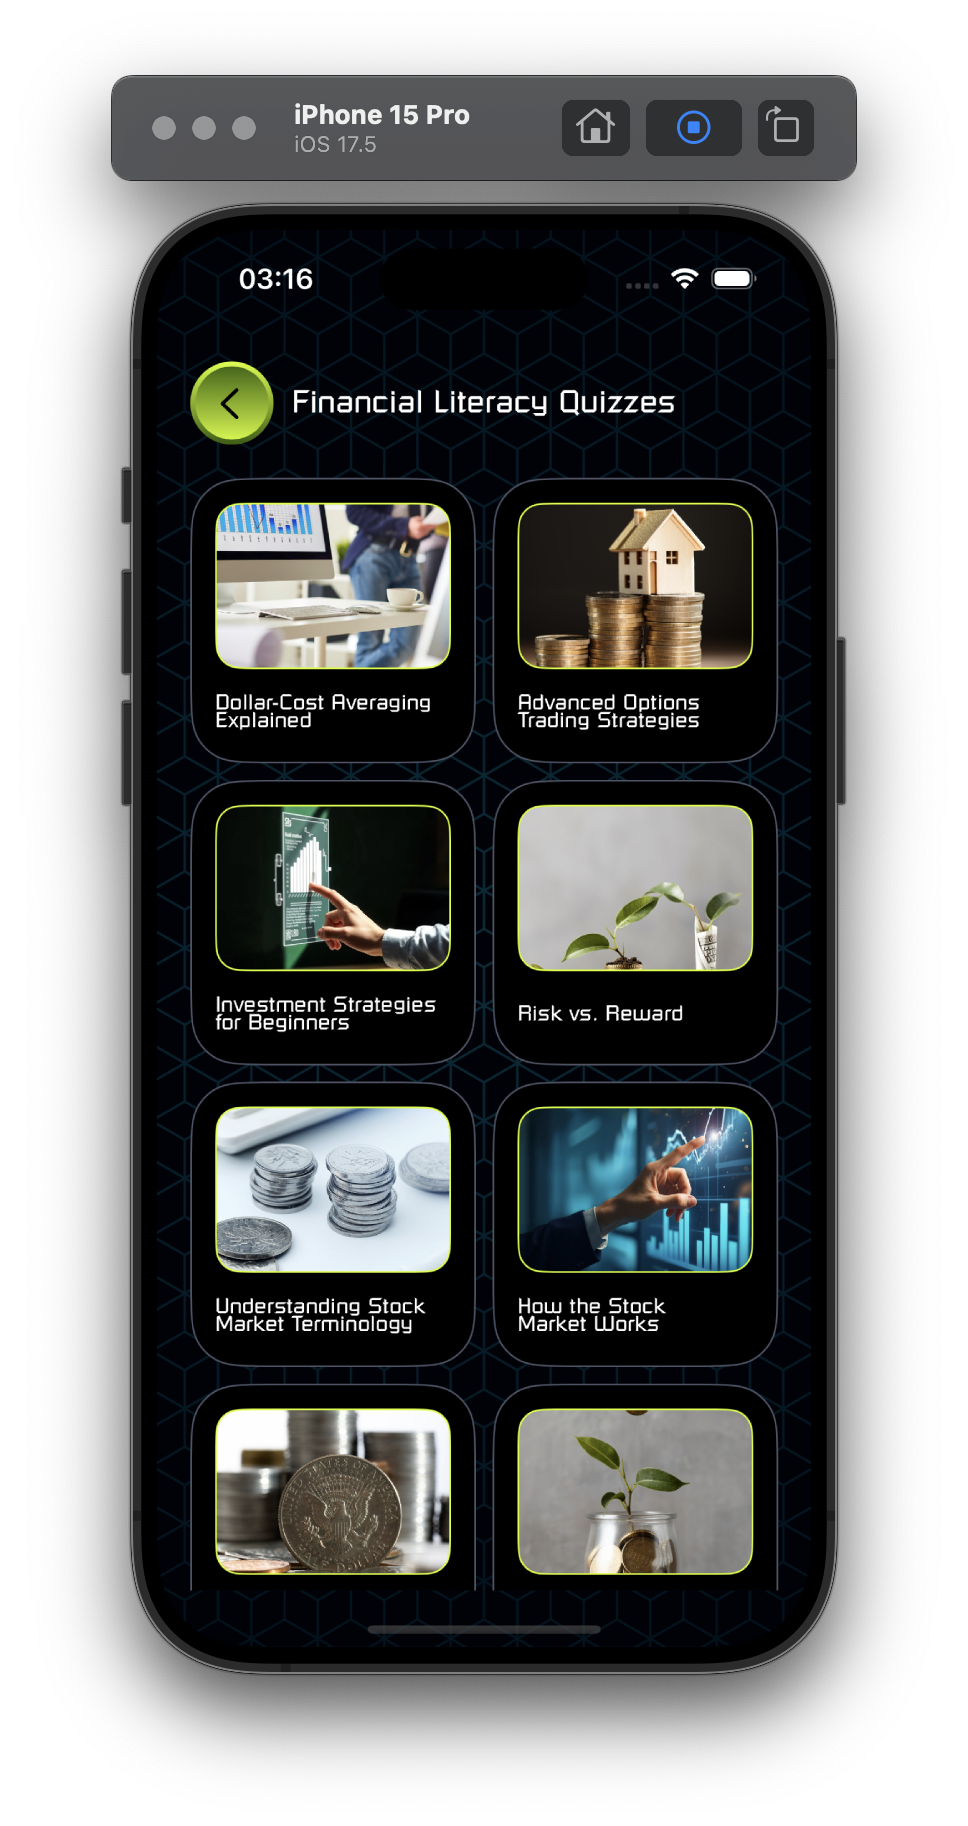 iPhone 15 Pro
iOS 17.5
03:16
Financial Literacy Quizzes
Dollar-Cost Averaging
Explained
Advanced Options
Trading Strategies
Investment Strategies
for Beginners
Risk vs. Reward
Understanding Stock
Market Terminology
How the Stock
Market Works